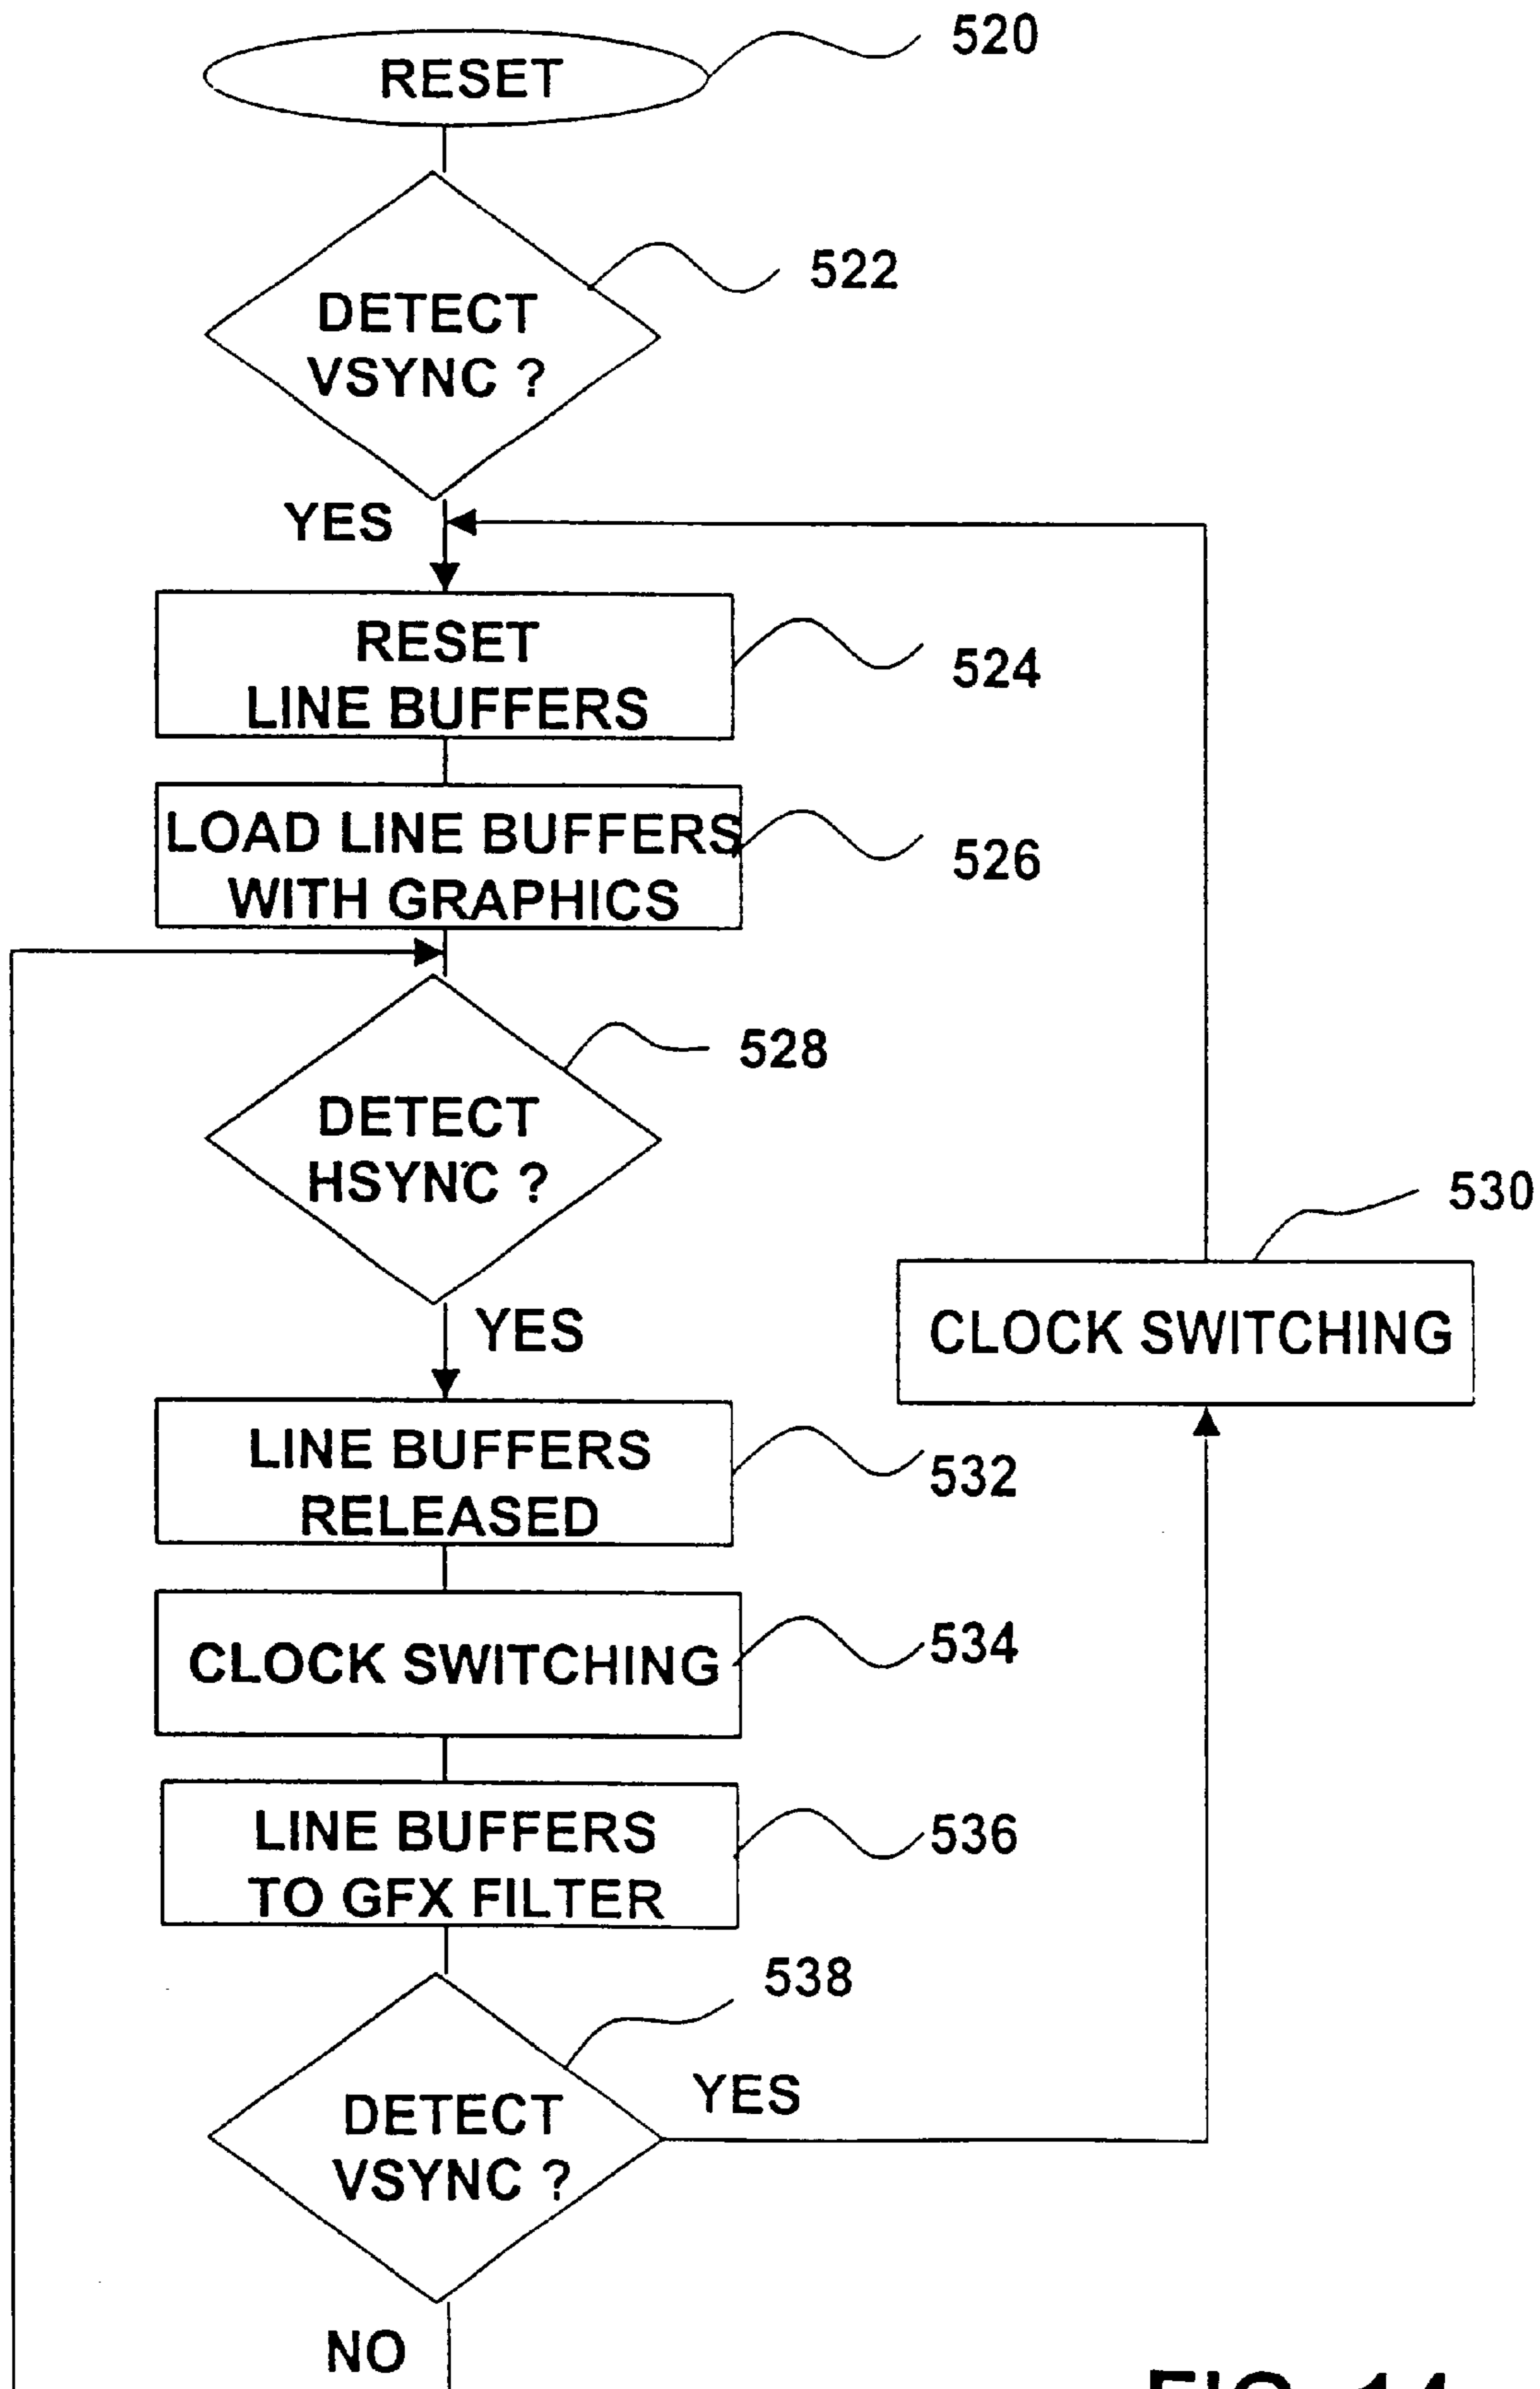 RESET
520
DETECT
VSYNC ?
522
YES
RESET
LINE BUFFERS
524
LOAD LINE BUFFERS
WITH GRAPHICS
526
DETECT
HSYNC ?
528
YES
530
CLOCK SWITCHING
LINE BUFFERS
RELEASED
532
CLOCK SWITCHING
534
LINE BUFFERS
TO GFX FILTER
536
538
DETECT
VSYNC ?
YES
NO
FIG. 14